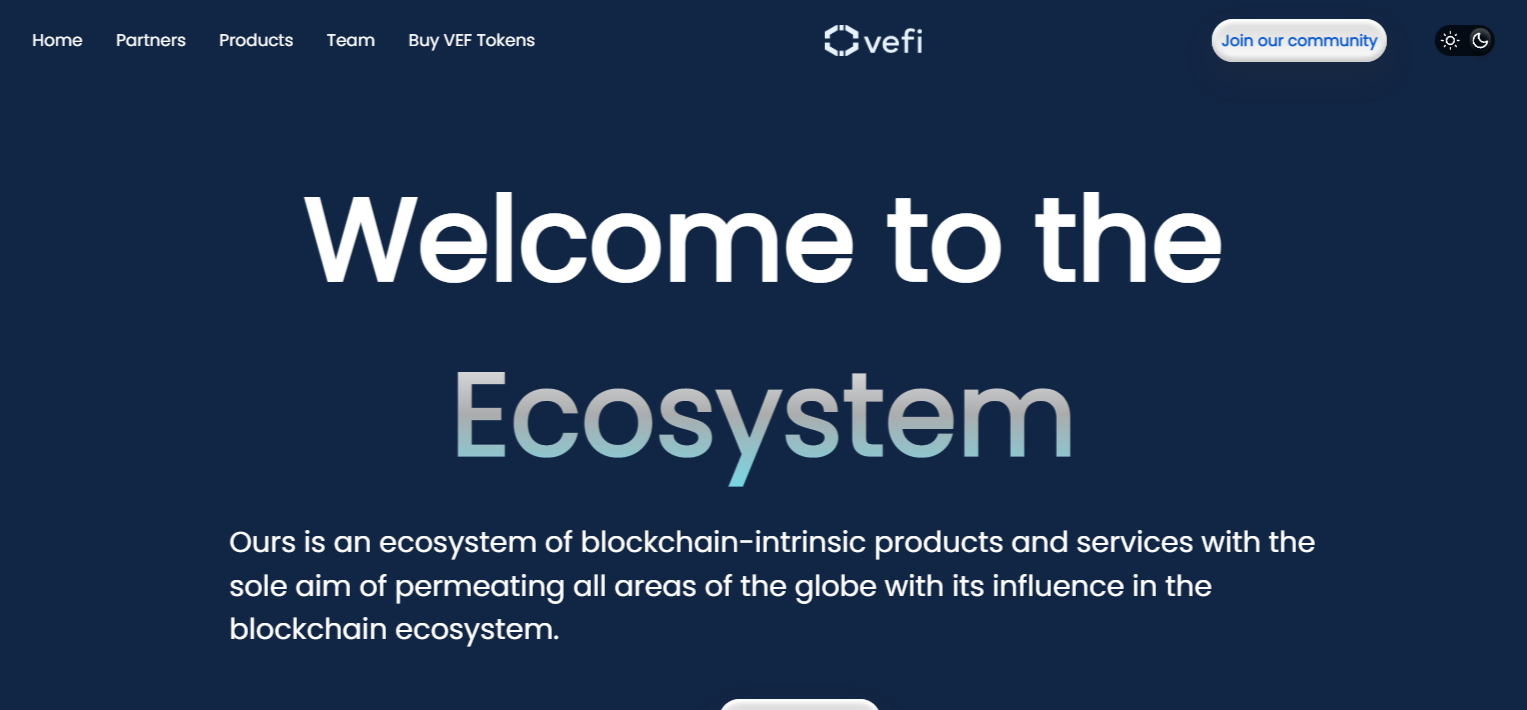 Home Partners Products Team Buy VEF Tokens vefi Join our community
Welcome to the
Ecosystem
Ours is an ecosystem of blockchain-intrinsic products and services with the
sole aim of permeating all areas of the globe with its influence in the
blockchain ecosystem.